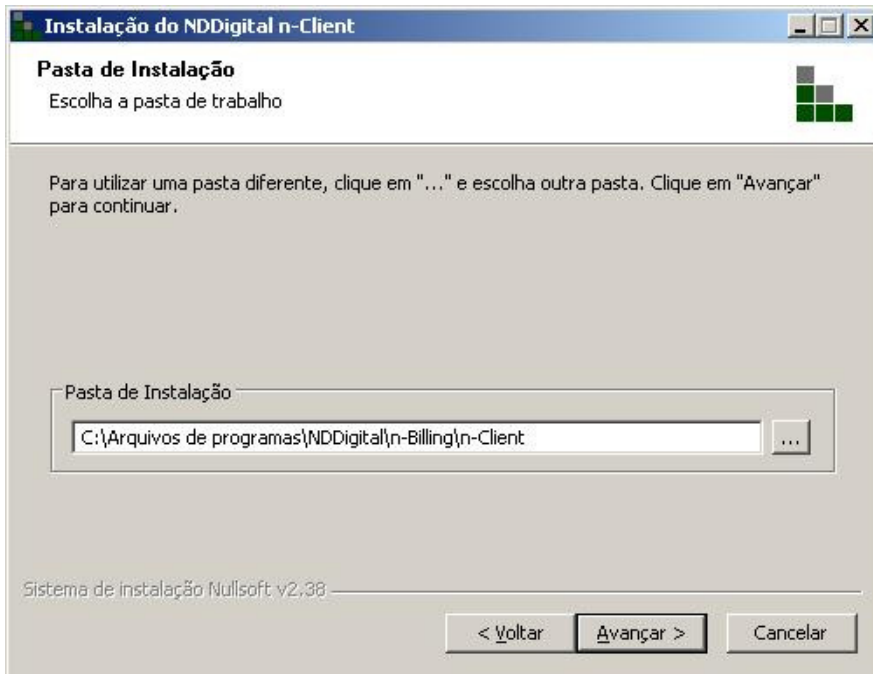 Instalação do NDDigital n-Client
Pasta de Instalação
Escolha a pasta de trabalho
Para utilizar uma pasta diferente, clique em "..." e escolha outra pasta. Clique em "Avançar"
para continuar.
Pasta de Instalação
C:\Arquivos de programas\NDDigital\n-Billing\n-Client
...
Sistema de instalação Nullsoft v2.38
< Voltar
Avançar >
Cancelar